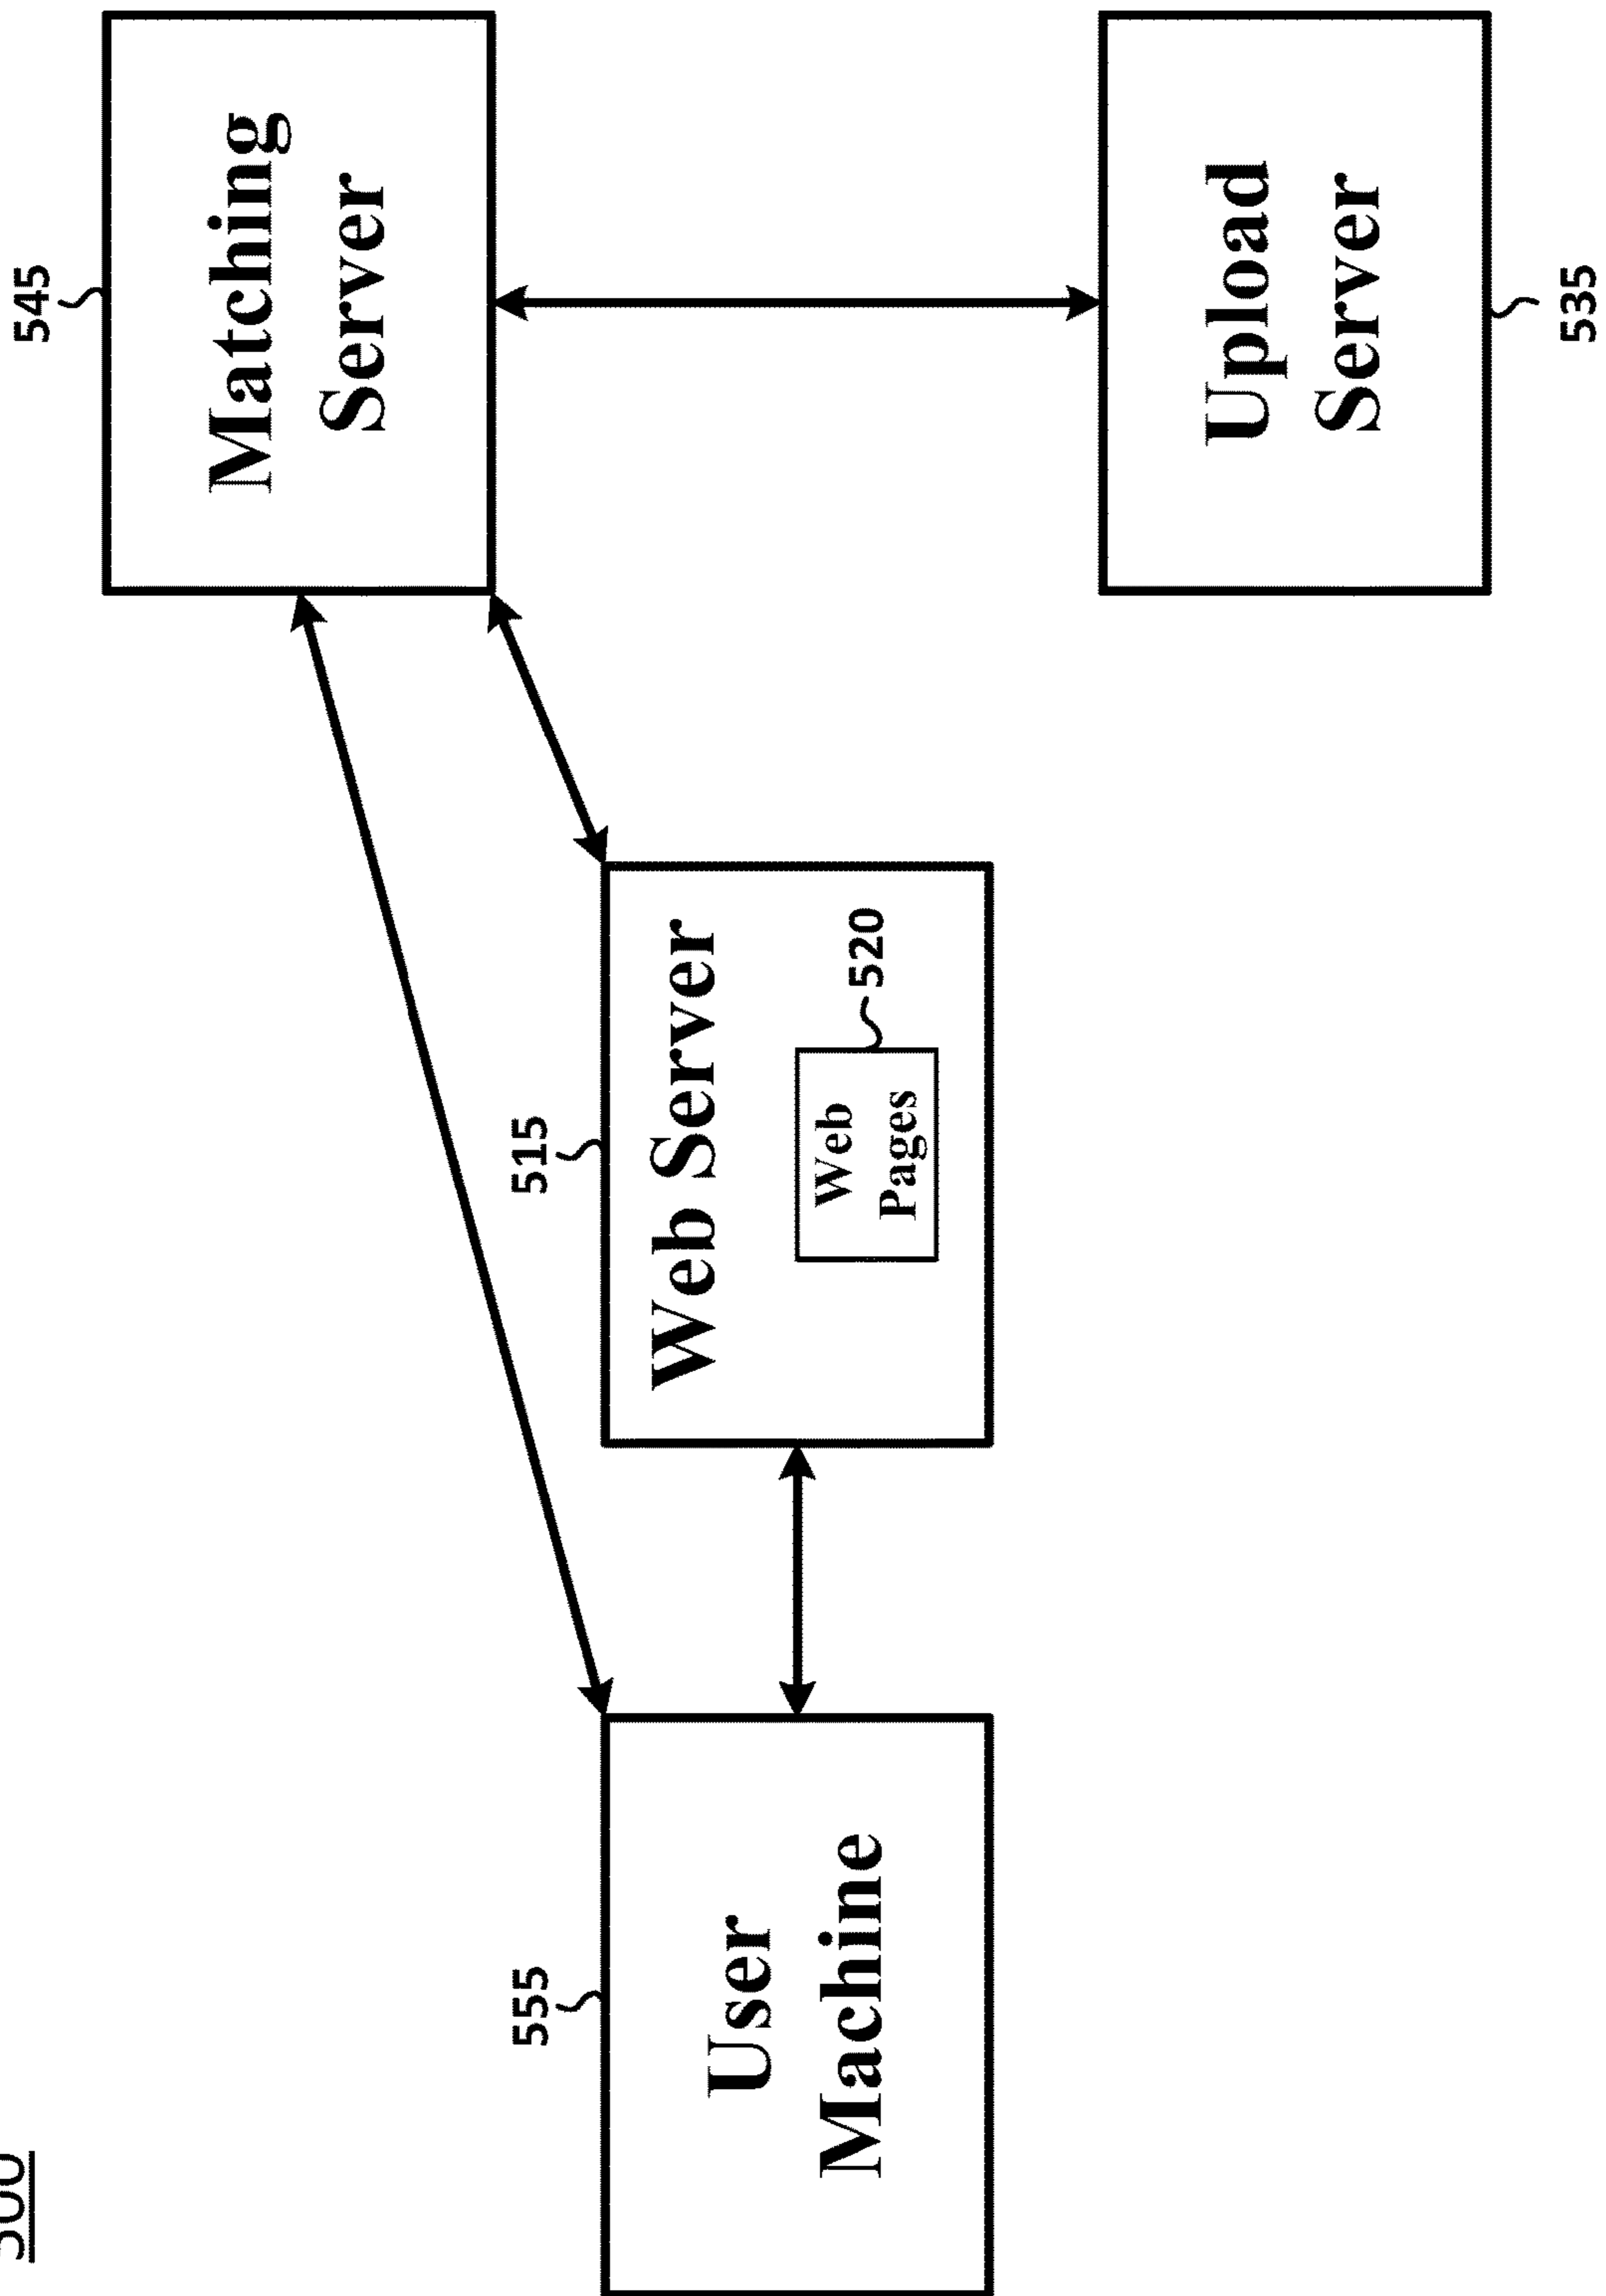 500
545
Matching
Server
555
User
Machine
515
Web Server
Web
Pages
520
Upload
Server
535